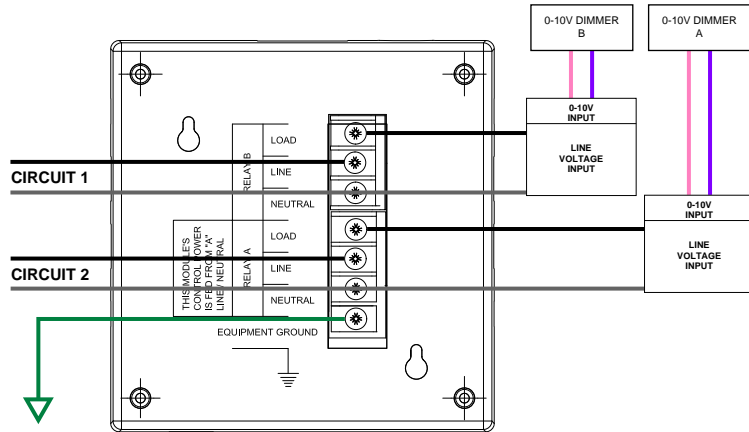 0-10V DIMMER
B
0-10V DIMMER
A
0-10V
INPUT
LINE
VOLTAGE
INPUT
0-10V
INPUT
LINE
VOLTAGE
INPUT
CIRCUIT 1
RELAY B
LOAD
LINE
NEUTRAL
CIRCUIT 2
THIS MODULE'S
CONTROL POWER
IS FED FROM "A"
LINE / NEUTRAL
RELAY A
LOAD
LINE
NEUTRAL
EQUIPMENT GROUND